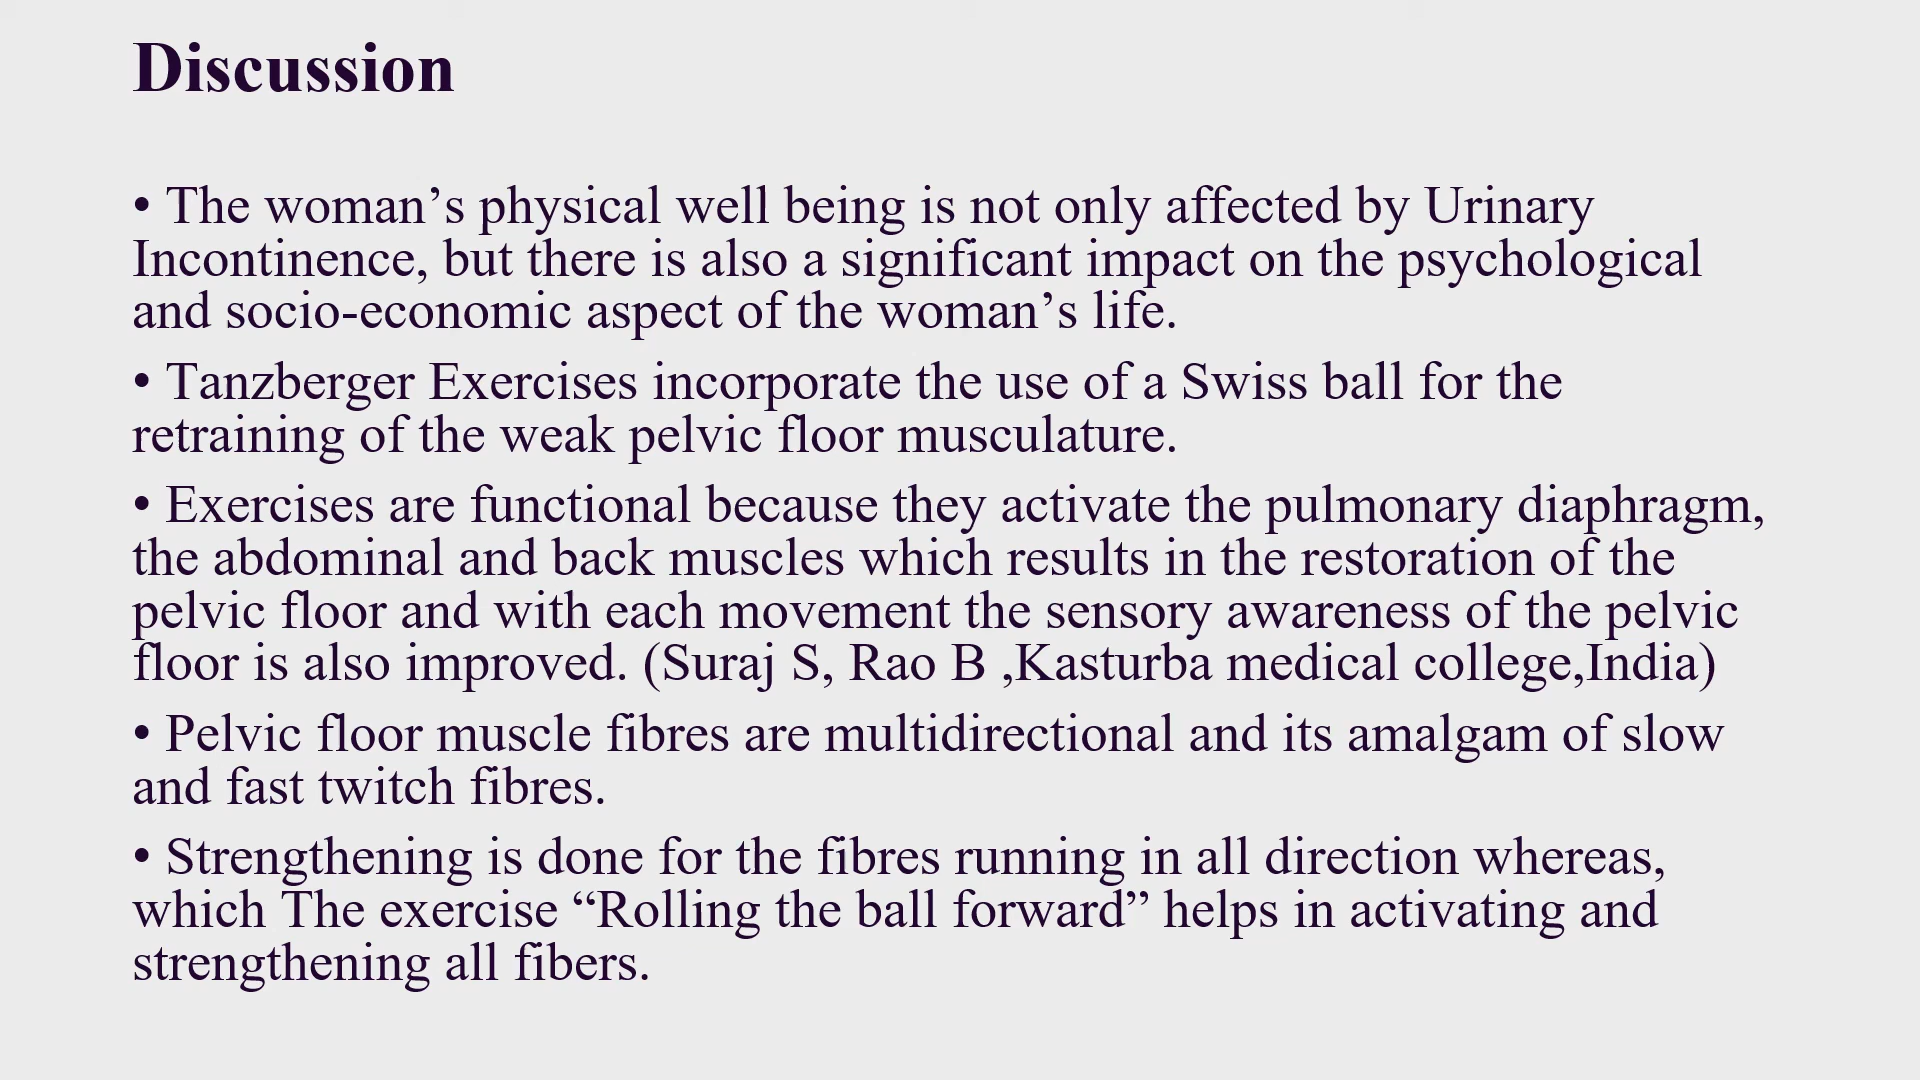 Discussion
• The woman’s physical well being is not only affected by Urinary
Incontinence, but there is also a significant impact on the psychological
and socio-economic aspect of the woman’s life.
• Tanzberger Exercises incorporate the use of a Swiss ball for the
retraining of the weak pelvic floor musculature.
• Exercises are functional because they activate the pulmonary diaphragm,
the abdominal and back muscles which results in the restoration of the
pelvic floor and with each movement the sensory awareness of the pelvic
floor is also improved. (Suraj S, Rao B ,Kasturba medical college,India)
• Pelvic floor muscle fibres are multidirectional and its amalgam of slow
and fast twitch fibres.
• Strengthening is done for the fibres running in all direction whereas,
which The exercise “Rolling the ball forward” helps in activating and
strengthening all fibers.